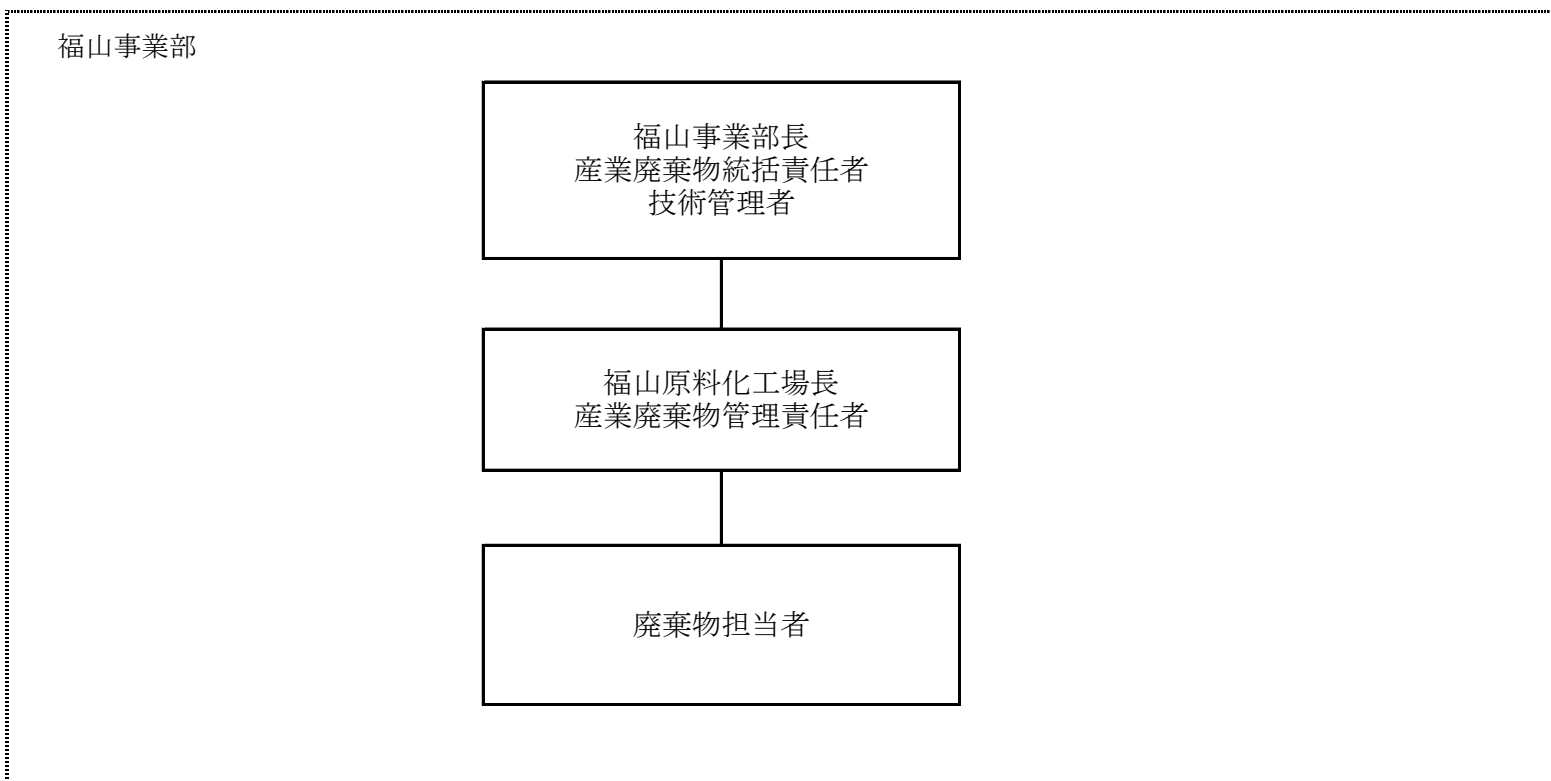 福山事業部
福山事業部長
産業廃棄物統括責任者
技術管理者
福山原料化工場長
産業廃棄物管理責任者
廃棄物担当者